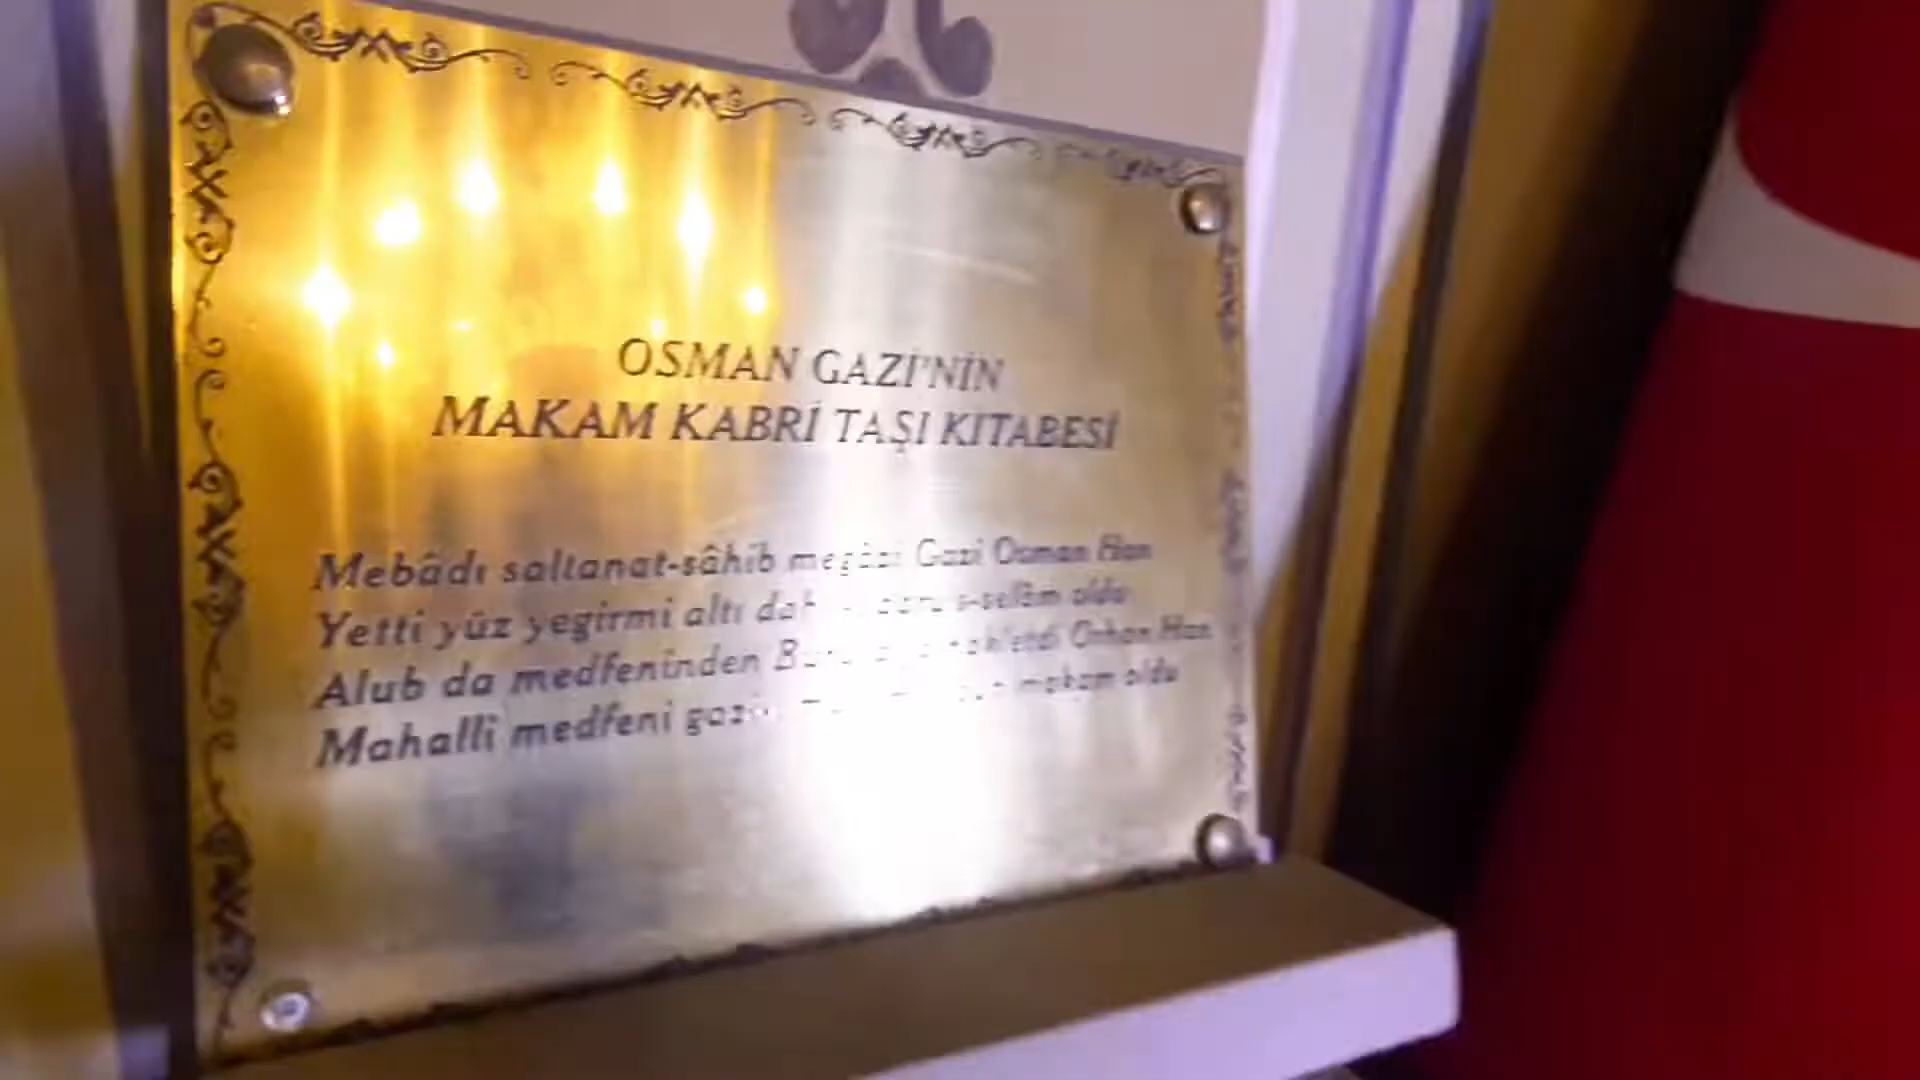 OSMAN GAZİ'NİN
MAKAM KABRİ TAŞI KİTABESİ
Mebâdı saltanat-sâhib Gazi Osman Han
Yetti yüz yegirmi altı oldu
Alub da medfeninden Orhan Han
Mahalli medfeni makam oldu